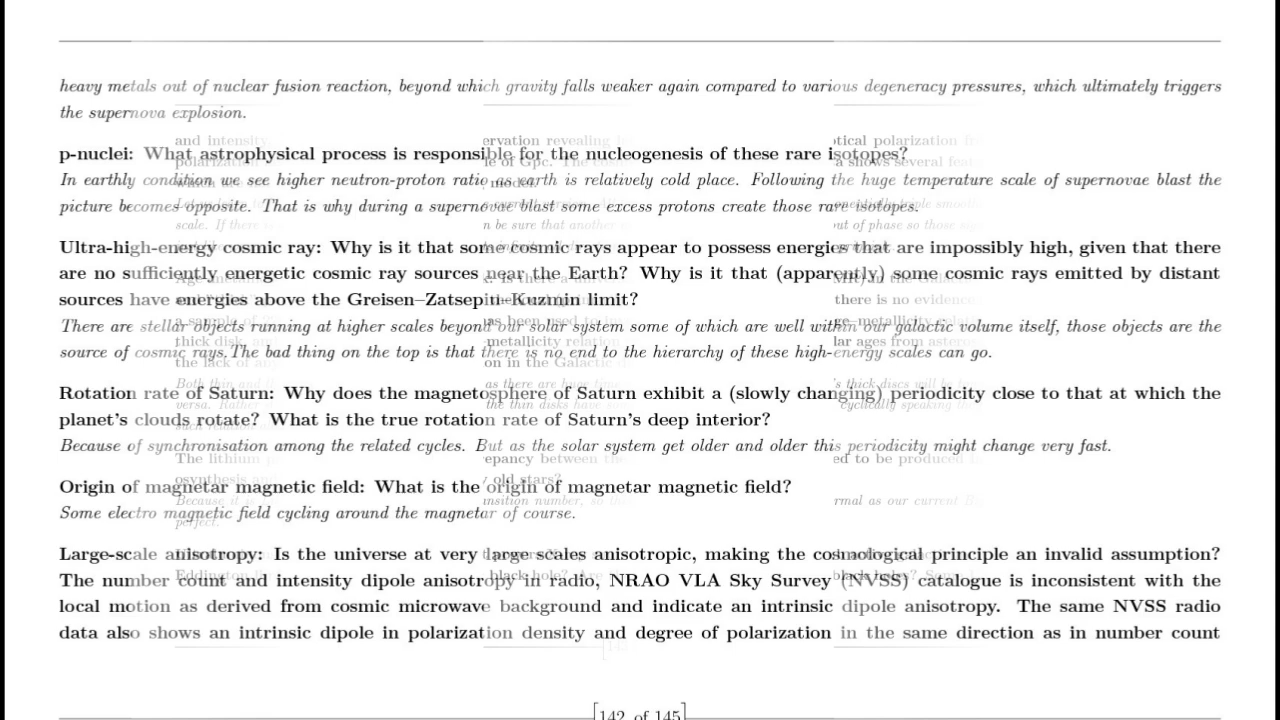 heavy metals out of nuclear fusion reaction, beyond which gravity falls weaker again compared to various degeneracy pressures, which ultimately triggers
the supernova explosion.
p-nuclei: What astrophysical process is responsible for the nucleogenesis of these rare isotopes?
In earthly condition we see higher neutron-proton ratio as earth is relatively cold place. Following the huge temperature scale of supernovae blast the
picture becomes opposite. That is why during a supernovae blast some excess protons create those rare isotopes.
Ultra-high-energy cosmic ray: Why is it that some cosmic rays appear to possess energies that are impossibly high, given that there
are no sufficiently energetic cosmic ray sources near the Earth? Why is it that (apparently) some cosmic rays emitted by distant
sources have energies above the Greisen–Zatsepin–Kuzmin limit?
There are stellar objects running at higher scales beyond our solar system some of which are well within our galactic volume itself, those objects are the
source of cosmic rays.The bad thing on the top is that there is no end to the hierarchy of these high-energy scales can go.
Rotation rate of Saturn: Why does the magnetosphere of Saturn exhibit a (slowly changing) periodicity close to that at which the
planet's clouds rotate? What is the true rotation rate of Saturn's deep interior?
Because of synchronisation among the related cycles. But as the solar system get older and older this periodicity might change very fast.
Origin of magnetar magnetic field: What is the origin of magnetar magnetic field?
Some electro magnetic field cycling around the magnetar of course.
Large-scale anisotropy: Is the universe at very large scales anisotropic, making the cosmological principle an invalid assumption?
The number count and intensity dipole anisotropy in radio, NRAO VLA Sky Survey (NVSS) catalogue is inconsistent with the
local motion as derived from cosmic microwave background and indicate an intrinsic dipole anisotropy. The same NVSS radio
data also shows an intrinsic dipole in polarization density and degree of polarization in the same direction as in number count
[142 of 145]